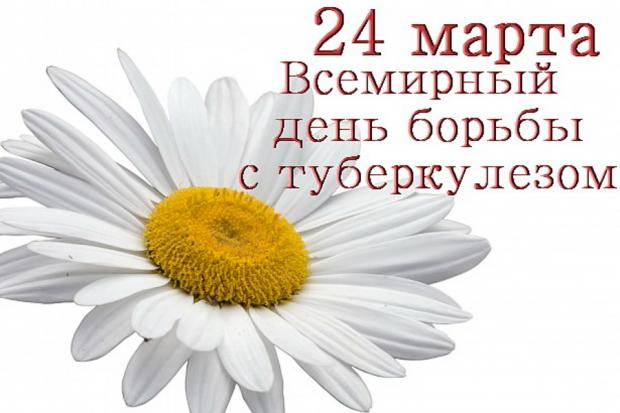 24 марта
Всемирный
день борьбы
с туберкулезом